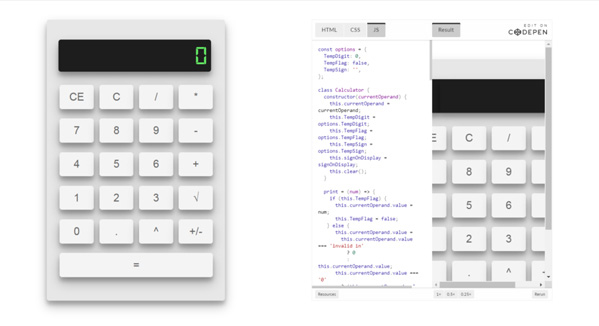 0
CE C / *
7 8 9 -
4 5 6 +
1 2 3 √
0 . ^ +/-
=
HTML CSS JS Result
EDIT ON
CODEPEN
const options = {
TempDigit: 0,
TempFlag: false,
TempSign: "",
};
class Calculator {
constructor(currentOperand) {
this.currentOperand =
currentOperand;
this.TempDigit =
options.TempDigit;
this.TempFlag =
options.TempFlag;
this.TempSign =
options.TempSign;
this.signOnDisplay =
signOnDisplay;
this.clear();
}
print = (num) => {
if (this.TempFlag) {
this.currentOperand.value =
num;
this.TempFlag = false;
} else {
this.currentOperand.value =
this.currentOperand.value
=== 'invalid in'
? 0
:
this.currentOperand.value;
this.currentOperand.value ===
'0'
E C /
8 9
5 6
2 3
. ^
Resources 1× 0.5× 0.25× Rerun